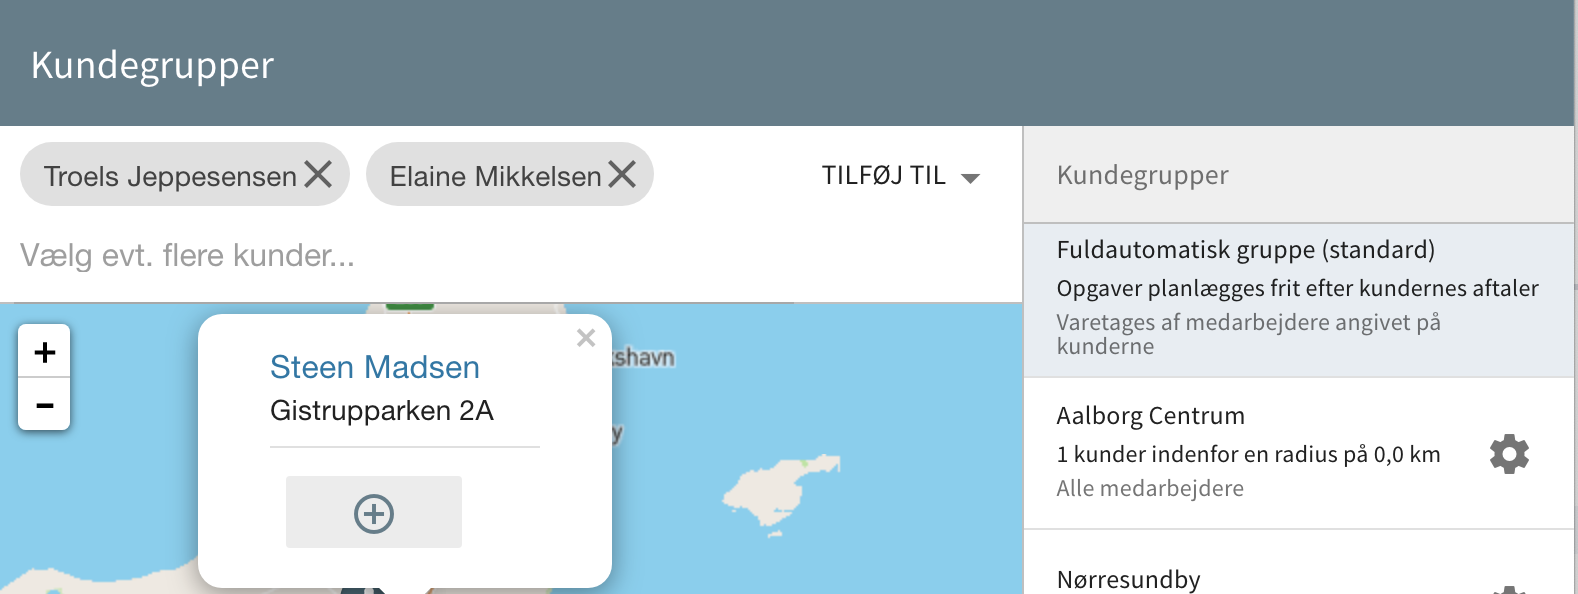 Kundegrupper
Troels Jeppesensen
Elaine Mikkelsen
TILFØJ TIL
Vælg evt. flere kunder...
+
−
Steen Madsen
Gistrupparken 2A
Kundegrupper
Fuldautomatisk gruppe (standard)
Opgaver planlægges frit efter kundernes aftaler
Varetages af medarbejdere angivet på
kunderne
Aalborg Centrum
1 kunder indenfor en radius på 0,0 km
Alle medarbejdere
Nørresundby